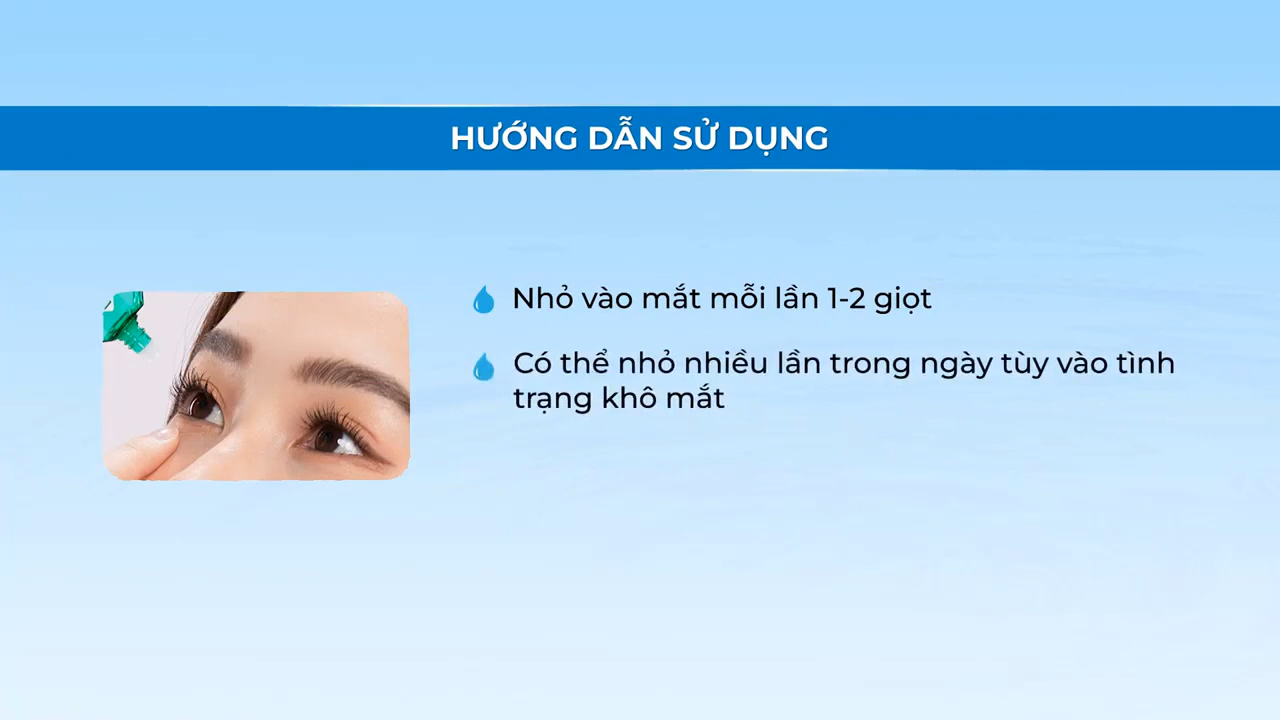 HƯỚNG DẪN SỬ DỤNG
Nhỏ vào mắt mỗi lần 1-2 giọt
Có thể nhỏ nhiều lần trong ngày tùy vào tình
trạng khô mắt